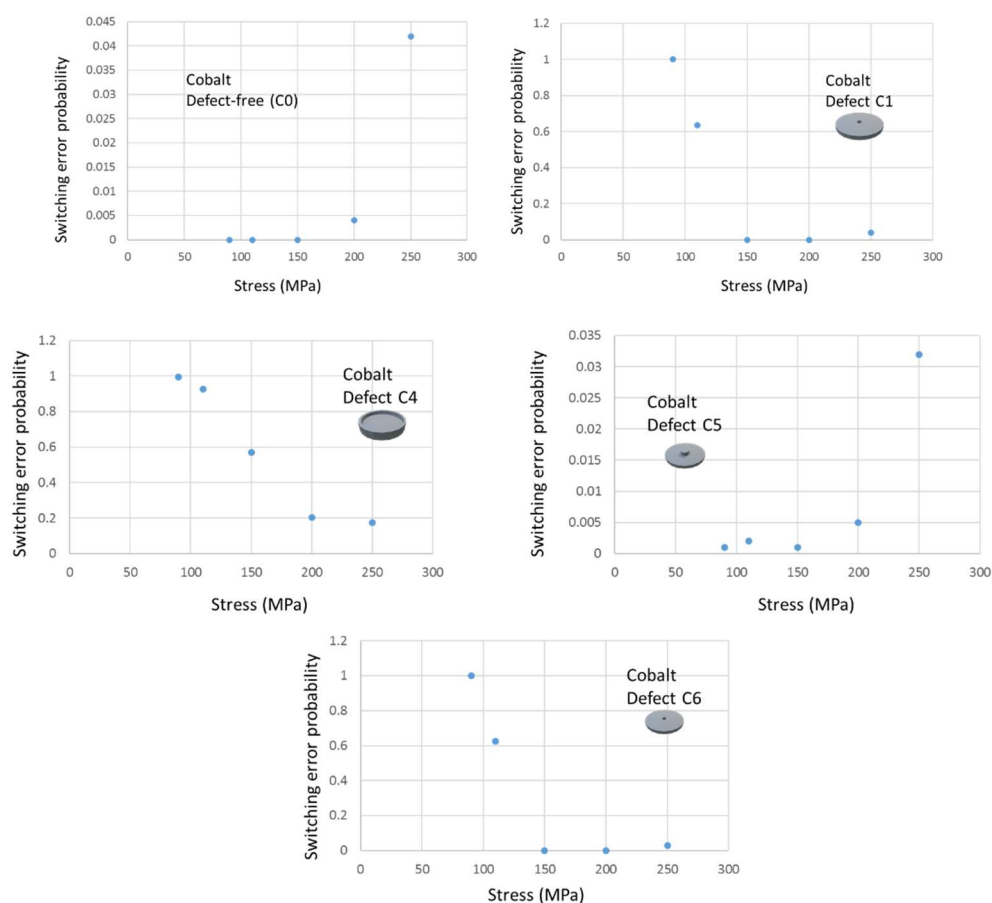 Switching error probability
0.045
0.04
0.035
0.03
0.025
0.02
0.015
0.01
0.005
0
Cobalt
Defect-free (C0)
0 50 100 150 200 250 300
Stress (MPa)
Switching error probability
1.2
1
0.8
0.6
0.4
0.2
0
Cobalt
Defect C1
0 50 100 150 200 250 300
Stress (MPa)
Switching error probability
1.2
1
0.8
0.6
0.4
0.2
0
Cobalt
Defect C4
0 50 100 150 200 250 300
Stress (MPa)
Switching error probability
0.035
0.03
0.025
0.02
0.015
0.01
0.005
0
Cobalt
Defect C5
0 50 100 150 200 250 300
Stress (MPa)
Switching error probability
1.2
1
0.8
0.6
0.4
0.2
0
Cobalt
Defect C6
0 50 100 150 200 250 300
Stress (MPa)